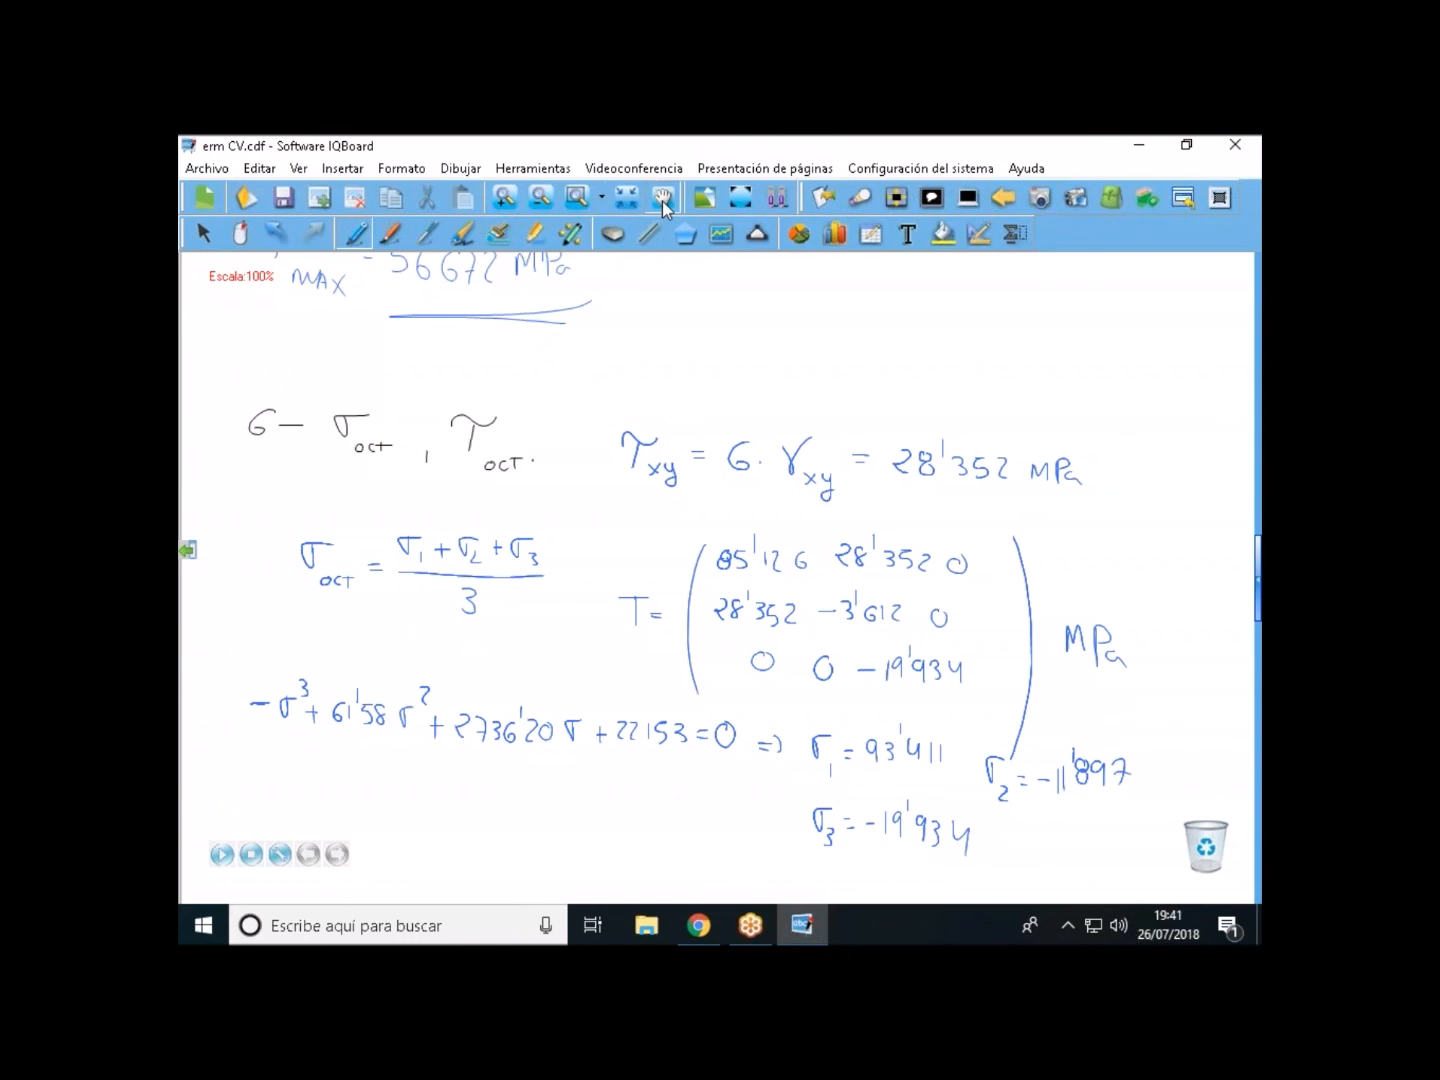 erm CV.cdf - Software IQBoard
Archivo Editar Ver Insertar Formato Dibujar Herramientas Videoconferencia Presentación de páginas Configuración del sistema Ayuda
Escala:100%
MAX = 56672 MPa
6 - σoct , τoct.
τxy = G · γxy = 28'352 MPa
σoct = σ1 + σ2 + σ3 / 3
T = ( 85'126 28'352 0
28'352 -3'612 0
0 0 -19'934 ) MPa
-σ³ + 61'58 σ² + 2736'20 σ + 22153 = 0 => σ1 = 93'411 σ2 = -11'897
σ3 = -19'934
Escribe aquí para buscar
19:41
26/07/2018
1